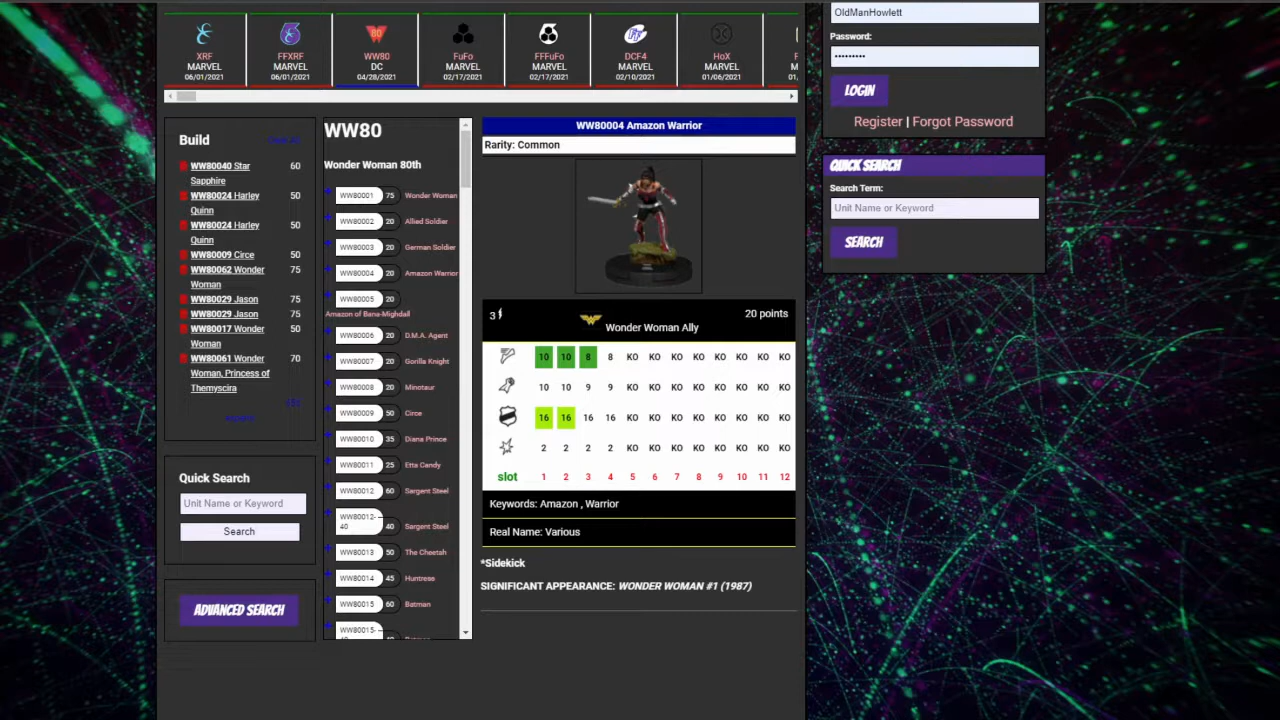 XRF
MARVEL
06/01/2021
FFXRF
MARVEL
06/01/2021
80
WW80
DC
04/28/2021
FuFo
MARVEL
02/17/2021
FFFuFo
MARVEL
02/17/2021
DCF4
MARVEL
02/10/2021
HoX
MARVEL
01/06/2021
Build
Clear All
WW80040 Star Sapphire 60
WW80024 Harley Quinn 50
WW80024 Harley Quinn 50
WW80009 Circe 50
WW80062 Wonder Woman 75
WW80029 Jason 75
WW80029 Jason 75
WW80017 Wonder Woman 50
WW80061 Wonder Woman, Princess of Themyscira 70
Quick Search
Unit Name or Keyword
Search
ADVANCED SEARCH
WW80
Wonder Woman 80th
WW80001 75 Wonder Woman
WW80002 20 Allied Soldier
WW80003 20 German Soldier
WW80004 20 Amazon Warrior
WW80005 20
Amazon of Bana-Mighdall
WW80006 20 D.M.A. Agent
WW80007 20 Gorilla Knight
WW80008 20 Minotaur
WW80009 50 Circe
WW80010 35 Diana Prince
WW80011 25 Etta Candy
WW80012 60 Sargent Steel
WW80012-40 40 Sargent Steel
WW80013 50 The Cheetah
WW80014 45 Huntress
WW80015 60 Batman
WW80015-
WW80004 Amazon Warrior
Rarity: Common
3
20 points
Wonder Woman Ally
10 10 8 8 KO KO KO KO KO KO KO KO
10 10 9 9 KO KO KO KO KO KO KO KO
16 16 16 16 KO KO KO KO KO KO KO KO
2 2 2 2 KO KO KO KO KO KO KO KO
slot 1 2 3 4 5 6 7 8 9 10 11 12
Keywords: Amazon , Warrior
Real Name: Various
*Sidekick
SIGNIFICANT APPEARANCE: WONDER WOMAN #1 (1987)
OldManHowlett
Password:
•••••••••
LOGIN
Register | Forgot Password
QUICK SEARCH
Search Term:
Unit Name or Keyword
SEARCH